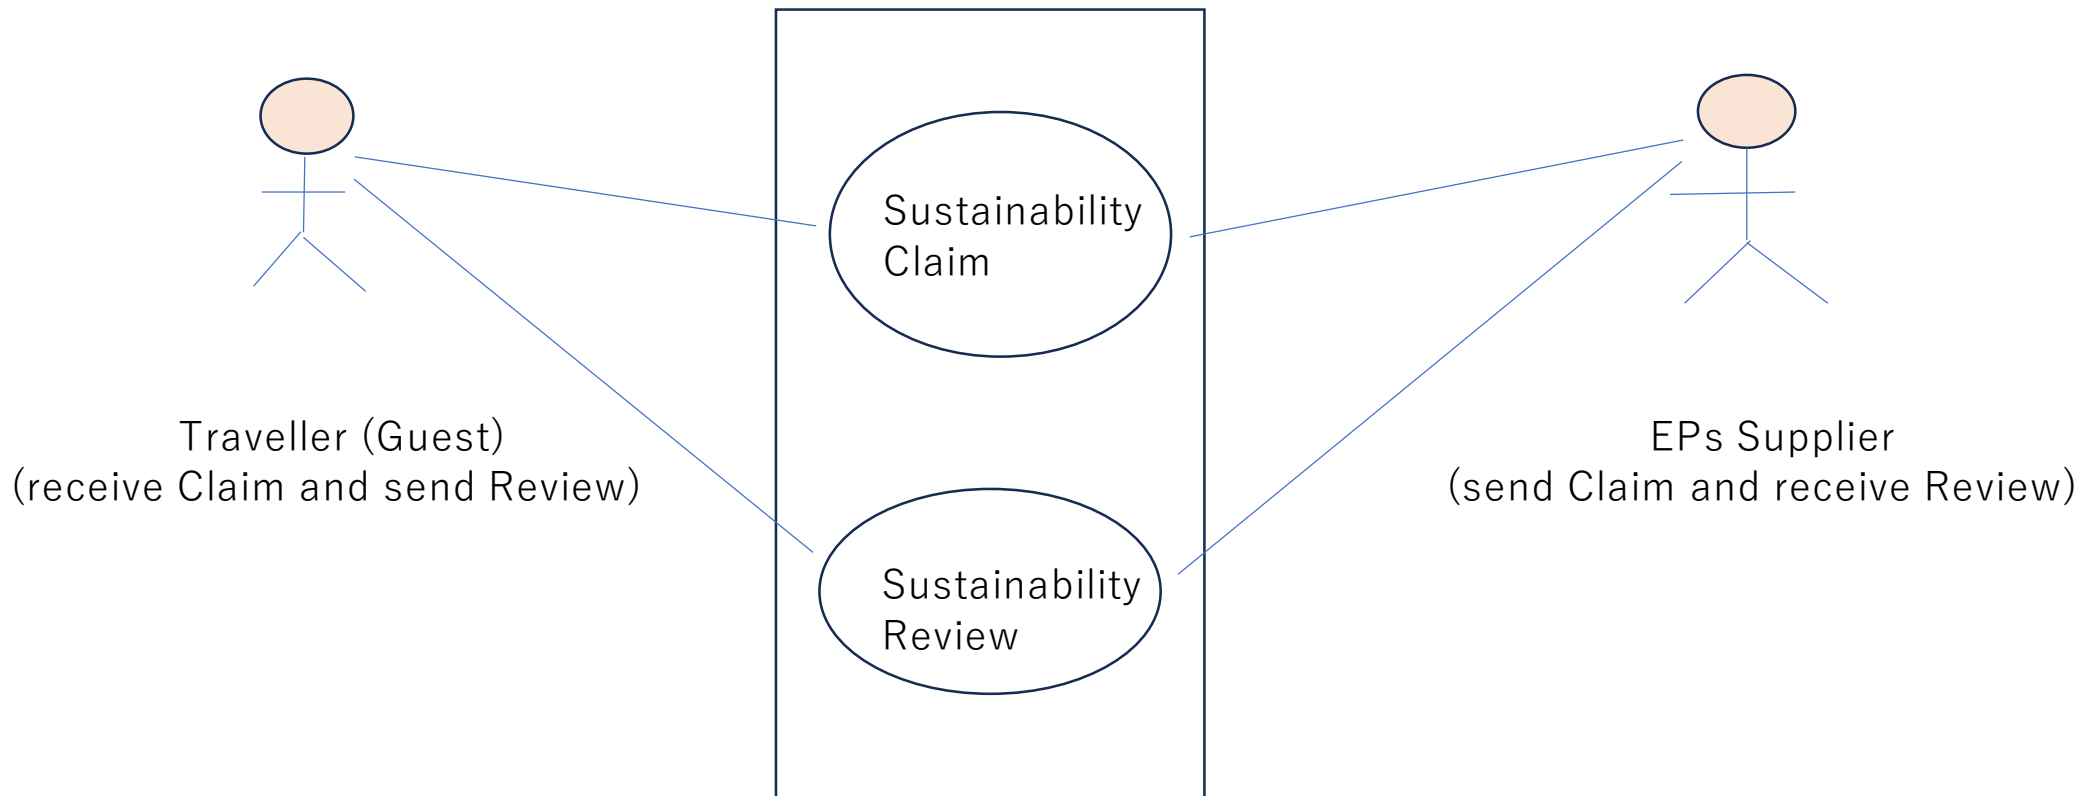 Sustainability
Claim
Traveller (Guest)
(receive Claim and send Review)
EPs Supplier
(send Claim and receive Review)
Sustainability
Review